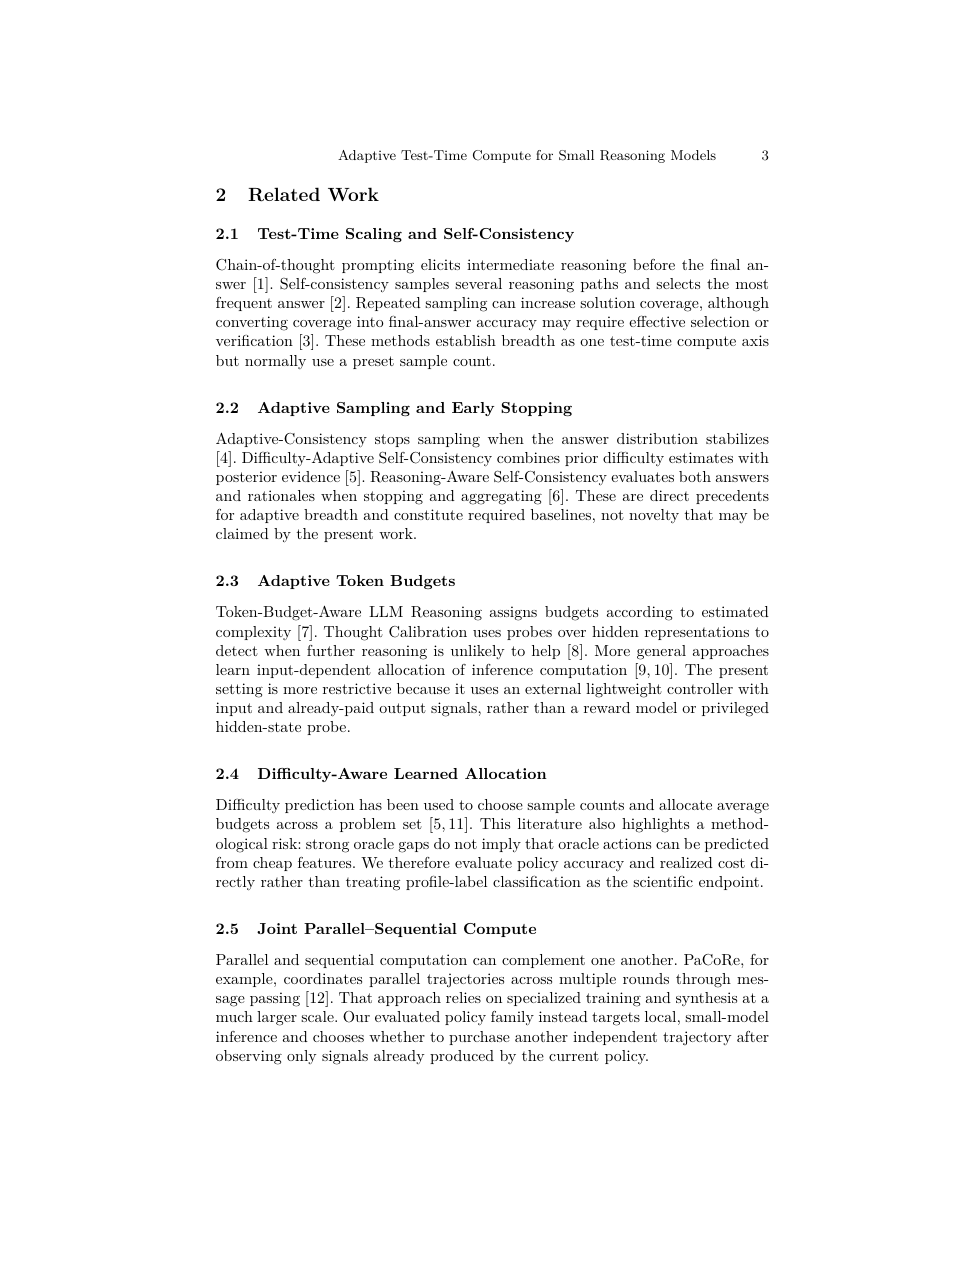 Adaptive Test-Time Compute for Small Reasoning Models 3
2 Related Work
2.1 Test-Time Scaling and Self-Consistency
Chain-of-thought prompting elicits intermediate reasoning before the final an-
swer [1]. Self-consistency samples several reasoning paths and selects the most
frequent answer [2]. Repeated sampling can increase solution coverage, although
converting coverage into final-answer accuracy may require effective selection or
verification [3]. These methods establish breadth as one test-time compute axis
but normally use a preset sample count.
2.2 Adaptive Sampling and Early Stopping
Adaptive-Consistency stops sampling when the answer distribution stabilizes
[4]. Difficulty-Adaptive Self-Consistency combines prior difficulty estimates with
posterior evidence [5]. Reasoning-Aware Self-Consistency evaluates both answers
and rationales when stopping and aggregating [6]. These are direct precedents
for adaptive breadth and constitute required baselines, not novelty that may be
claimed by the present work.
2.3 Adaptive Token Budgets
Token-Budget-Aware LLM Reasoning assigns budgets according to estimated
complexity [7]. Thought Calibration uses probes over hidden representations to
detect when further reasoning is unlikely to help [8]. More general approaches
learn input-dependent allocation of inference computation [9, 10]. The present
setting is more restrictive because it uses an external lightweight controller with
input and already-paid output signals, rather than a reward model or privileged
hidden-state probe.
2.4 Difficulty-Aware Learned Allocation
Difficulty prediction has been used to choose sample counts and allocate average
budgets across a problem set [5, 11]. This literature also highlights a method-
ological risk: strong oracle gaps do not imply that oracle actions can be predicted
from cheap features. We therefore evaluate policy accuracy and realized cost di-
rectly rather than treating profile-label classification as the scientific endpoint.
2.5 Joint Parallel–Sequential Compute
Parallel and sequential computation can complement one another. PaCoRe, for
example, coordinates parallel trajectories across multiple rounds through mes-
sage passing [12]. That approach relies on specialized training and synthesis at a
much larger scale. Our evaluated policy family instead targets local, small-model
inference and chooses whether to purchase another independent trajectory after
observing only signals already produced by the current policy.